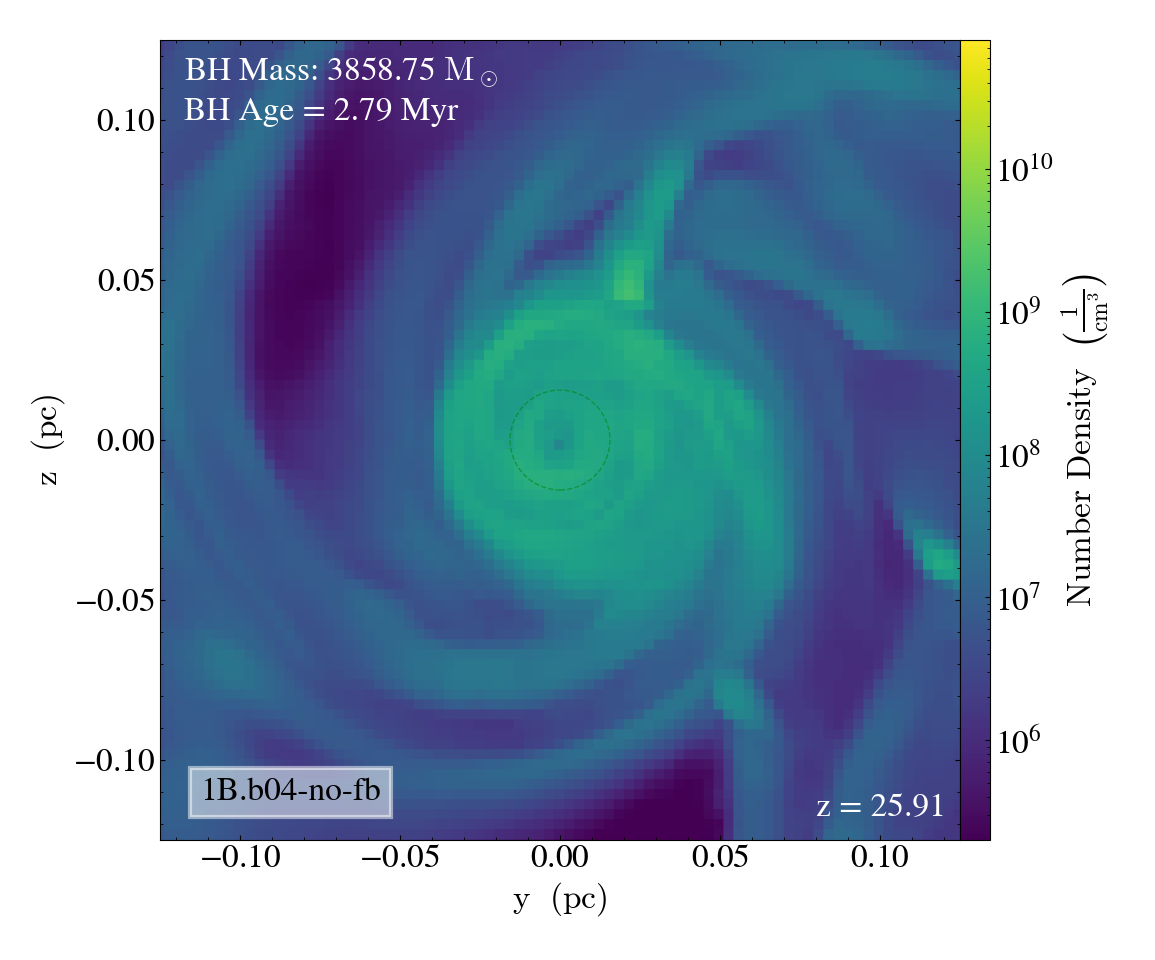 BH Mass: 3858.75 M⊙
BH Age = 2.79 Myr
1B.b04-no-fb
z = 25.91
0.10
0.05
0.00
−0.05
−0.10
z (pc)
−0.10
−0.05
0.00
0.05
0.10
y (pc)
10¹⁰
10⁹
10⁸
10⁷
10⁶
Number Density (1/cm³)